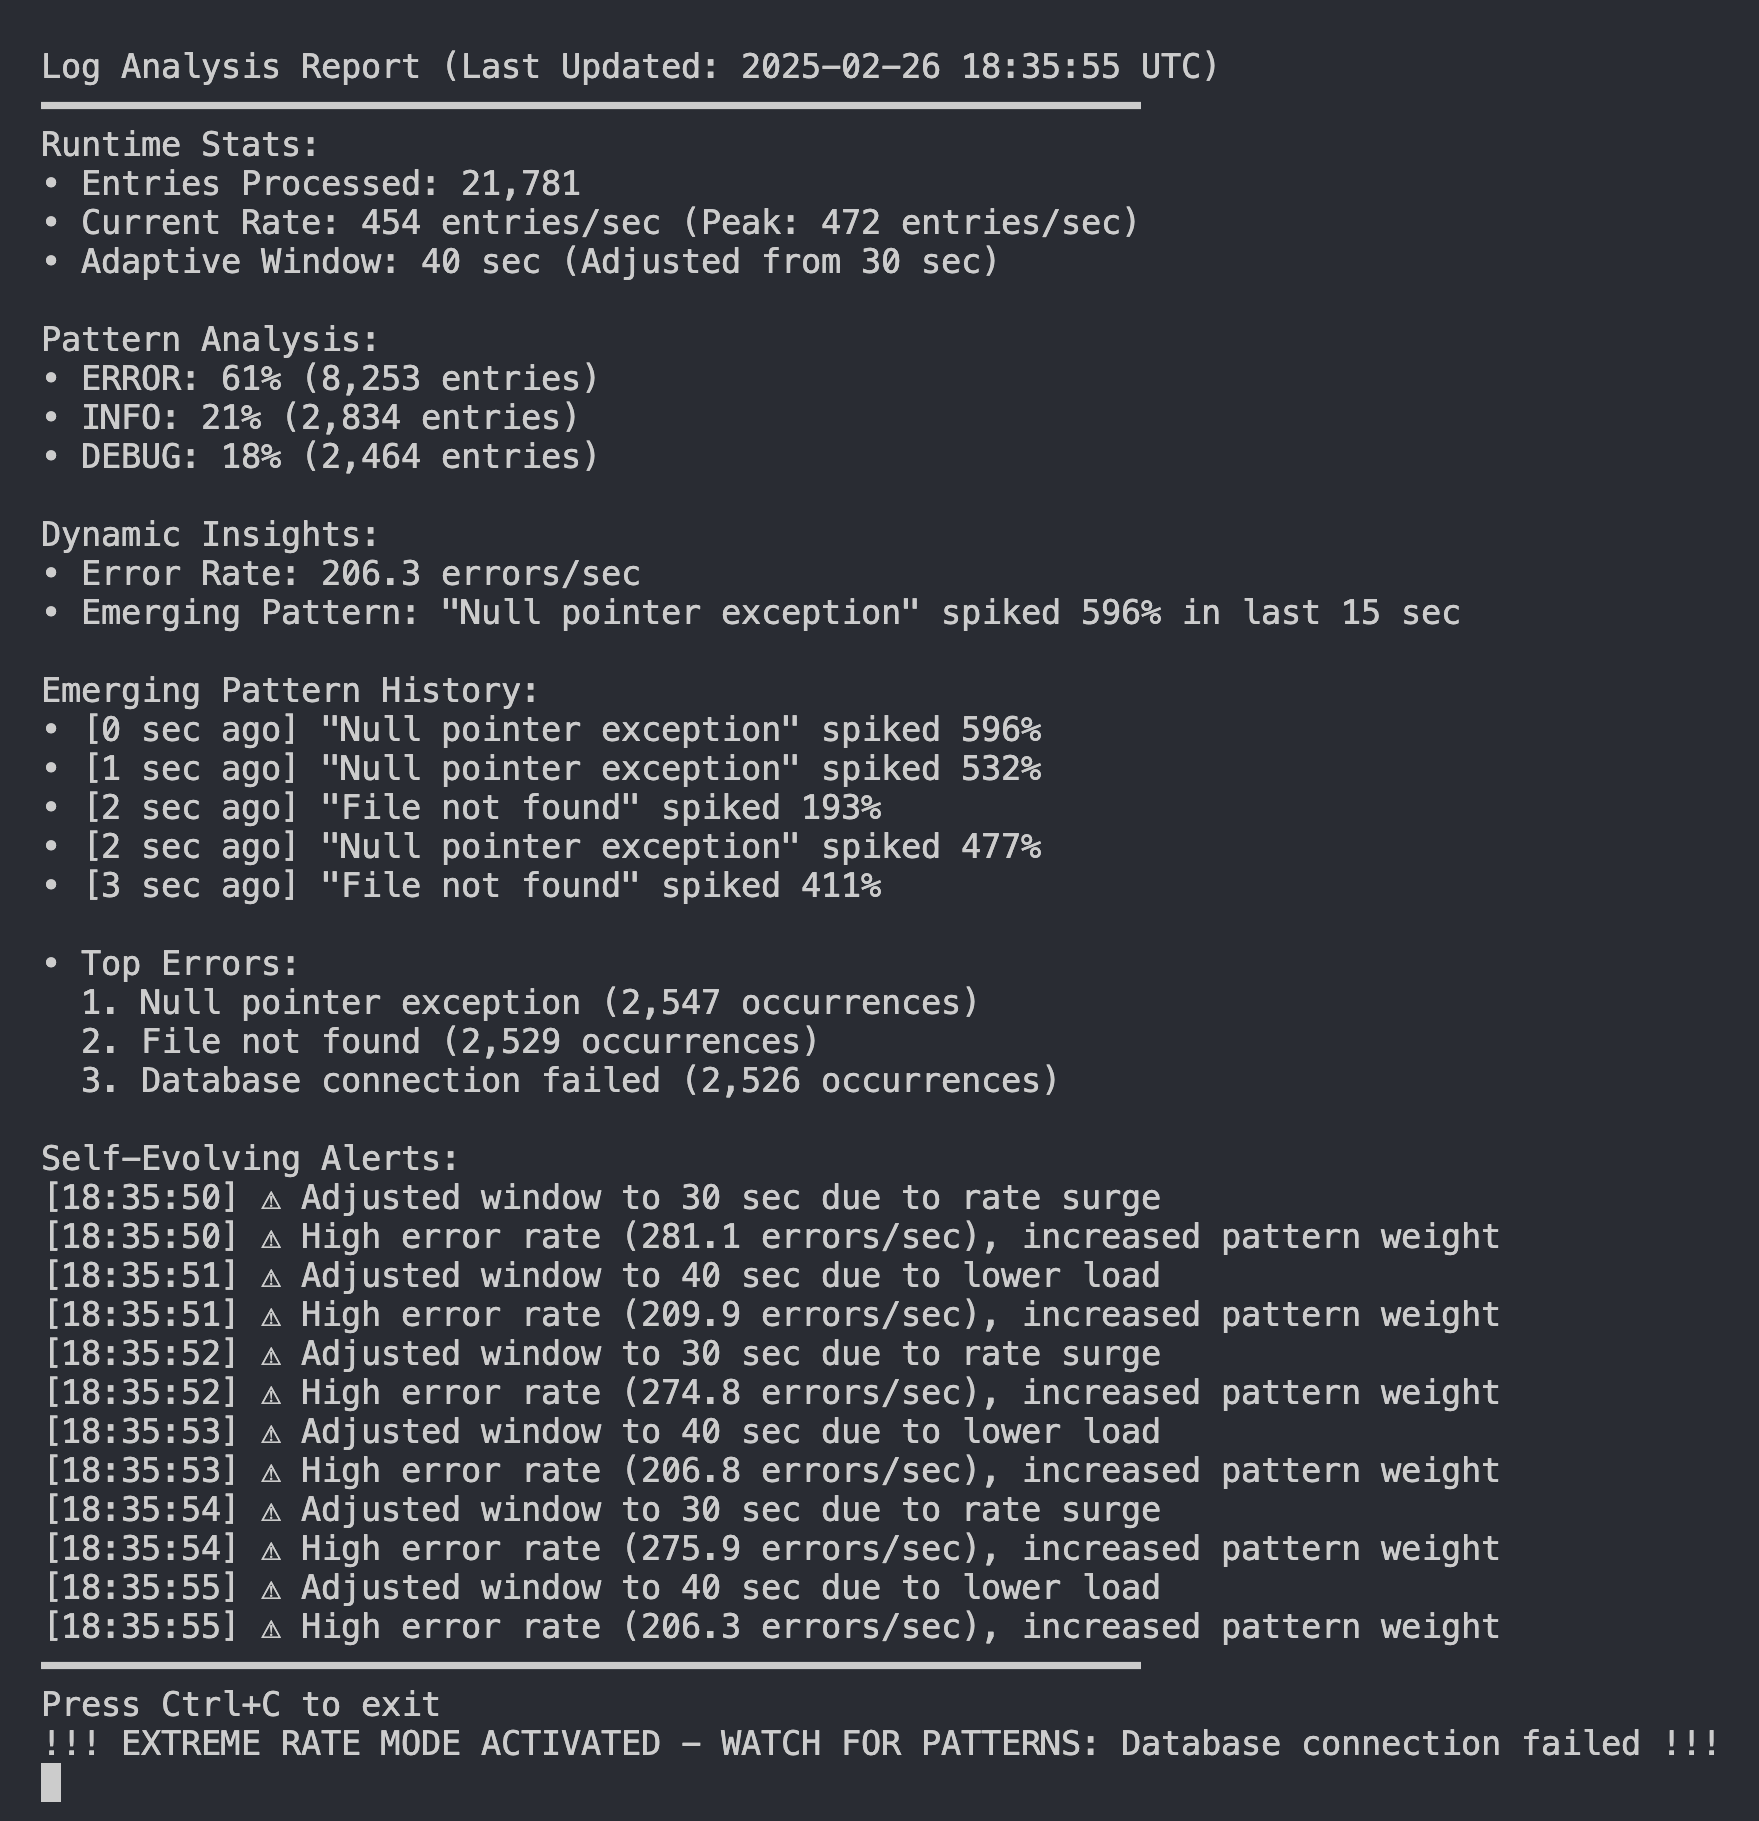 Log Analysis Report (Last Updated: 2025-02-26 18:35:55 UTC)
Runtime Stats:
• Entries Processed: 21,781
• Current Rate: 454 entries/sec (Peak: 472 entries/sec)
• Adaptive Window: 40 sec (Adjusted from 30 sec)
Pattern Analysis:
• ERROR: 61% (8,253 entries)
• INFO: 21% (2,834 entries)
• DEBUG: 18% (2,464 entries)
Dynamic Insights:
• Error Rate: 206.3 errors/sec
• Emerging Pattern: "Null pointer exception" spiked 596% in last 15 sec
Emerging Pattern History:
• [0 sec ago] "Null pointer exception" spiked 596%
• [1 sec ago] "Null pointer exception" spiked 532%
• [2 sec ago] "File not found" spiked 193%
• [2 sec ago] "Null pointer exception" spiked 477%
• [3 sec ago] "File not found" spiked 411%
• Top Errors:
1. Null pointer exception (2,547 occurrences)
2. File not found (2,529 occurrences)
3. Database connection failed (2,526 occurrences)
Self-Evolving Alerts:
[18:35:50] ⚠ Adjusted window to 30 sec due to rate surge
[18:35:50] ⚠ High error rate (281.1 errors/sec), increased pattern weight
[18:35:51] ⚠ Adjusted window to 40 sec due to lower load
[18:35:51] ⚠ High error rate (209.9 errors/sec), increased pattern weight
[18:35:52] ⚠ Adjusted window to 30 sec due to rate surge
[18:35:52] ⚠ High error rate (274.8 errors/sec), increased pattern weight
[18:35:53] ⚠ Adjusted window to 40 sec due to lower load
[18:35:53] ⚠ High error rate (206.8 errors/sec), increased pattern weight
[18:35:54] ⚠ Adjusted window to 30 sec due to rate surge
[18:35:54] ⚠ High error rate (275.9 errors/sec), increased pattern weight
[18:35:55] ⚠ Adjusted window to 40 sec due to lower load
[18:35:55] ⚠ High error rate (206.3 errors/sec), increased pattern weight
Press Ctrl+C to exit
!!! EXTREME RATE MODE ACTIVATED - WATCH FOR PATTERNS: Database connection failed !!!